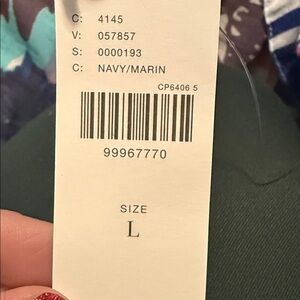 C: 4145
V: 057857
S: 0000193
C: NAVY/MARIN
CP6406 5
99967770
SIZE
L